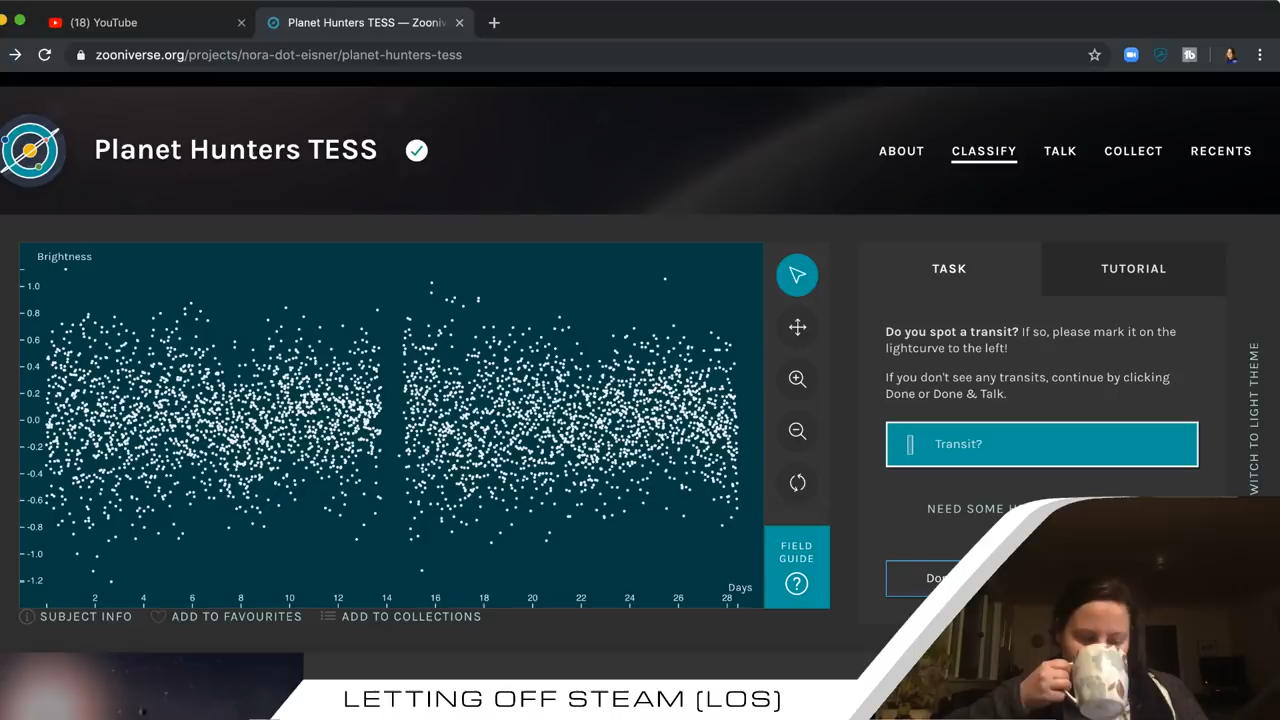 (18) YouTube
Planet Hunters TESS — Zooniv
zooniverse.org/projects/nora-dot-eisner/planet-hunters-tess
Planet Hunters TESS
ABOUT
CLASSIFY
TALK
COLLECT
RECENTS
Brightness
1.0
0.8
0.6
0.4
0.2
0.0
-0.2
-0.4
-0.6
-0.8
-1.0
-1.2
2
4
6
8
10
12
14
16
18
20
22
24
26
28
Days
FIELD
GUIDE
?
TASK
TUTORIAL
Do you spot a transit? If so, please mark it on the
lightcurve to the left!
If you don't see any transits, continue by clicking
Done or Done & Talk.
Transit?
NEED SOME
WITCH TO LIGHT THEME
SUBJECT INFO
ADD TO FAVOURITES
ADD TO COLLECTIONS
LETTING OFF STEAM (LOS)